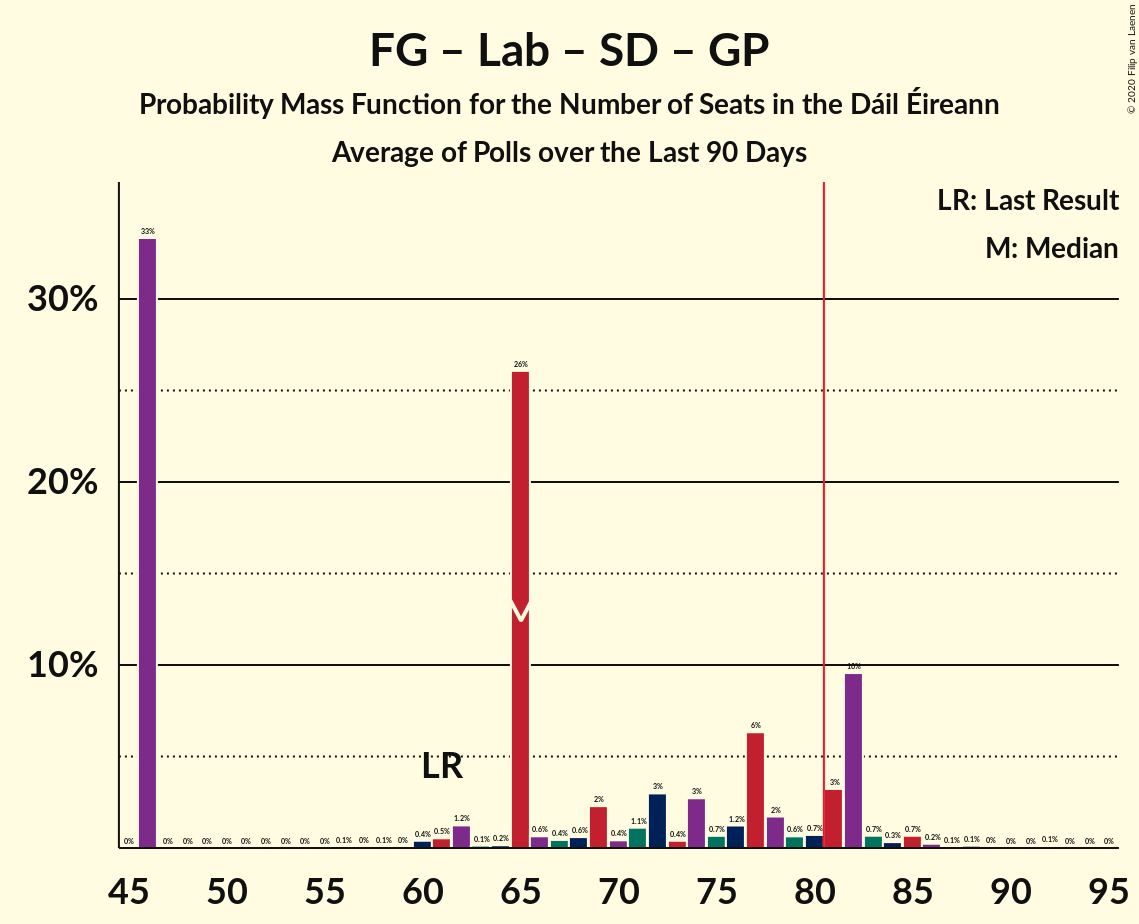 FG – Lab – SD – GP
Probability Mass Function for the Number of Seats in the Dáil Éireann
Average of Polls over the Last 90 Days
© 2020 Filip van Laenen
LR: Last Result
M: Median
30%
20%
10%
0% 33% 0% 0% 0% 0% 0% 0% 0% 0% 0% 0.1% 0% 0.1% 0% 0.4% 0.5% 1.2% 0.1% 0.2% 26% 0.6% 0.4% 0.6% 2% 0.4% 1.1% 3% 0.4% 3% 0.7% 1.2% 6% 2% 0.6% 0.7% 3% 10% 0.7% 0.3% 0.7% 0.2% 0.1% 0.1% 0% 0% 0% 0.1% 0% 0% 0%
M
LR
45 50 55 60 65 70 75 80 85 90 95